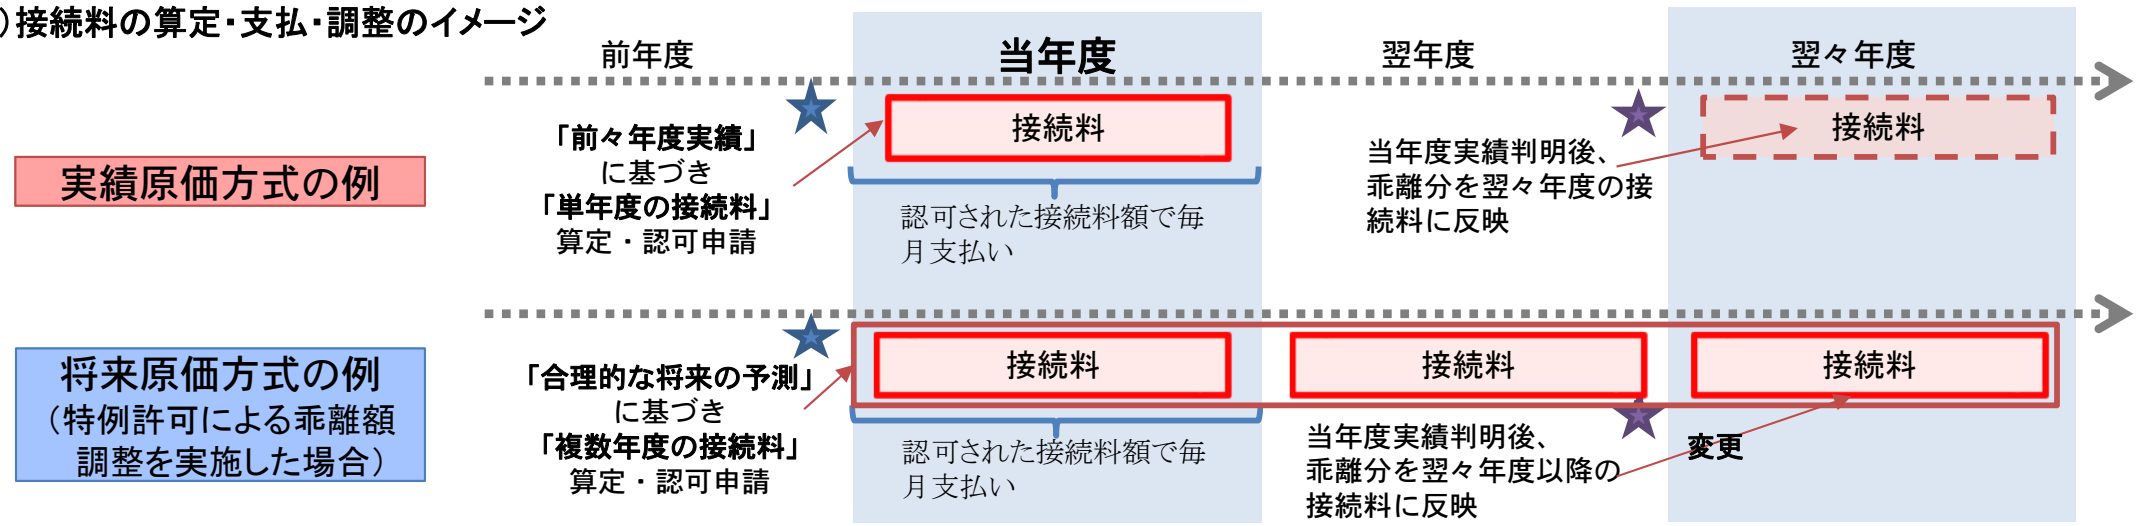 ）接続料の算定・支払・調整のイメージ
前年度
当年度
翌年度
翌々年度
実績原価方式の例
「前々年度実績」
に基づき
「単年度の接続料」
算定・認可申請
接続料
認可された接続料額で毎
月支払い
当年度実績判明後、
乖離分を翌々年度の接
続料に反映
接続料
将来原価方式の例
（特例許可による乖離額
調整を実施した場合）
「合理的な将来の予測」
に基づき
「複数年度の接続料」
算定・認可申請
接続料
接続料
接続料
認可された接続料額で毎
月支払い
当年度実績判明後、
乖離分を翌々年度以降の
接続料に反映
変更